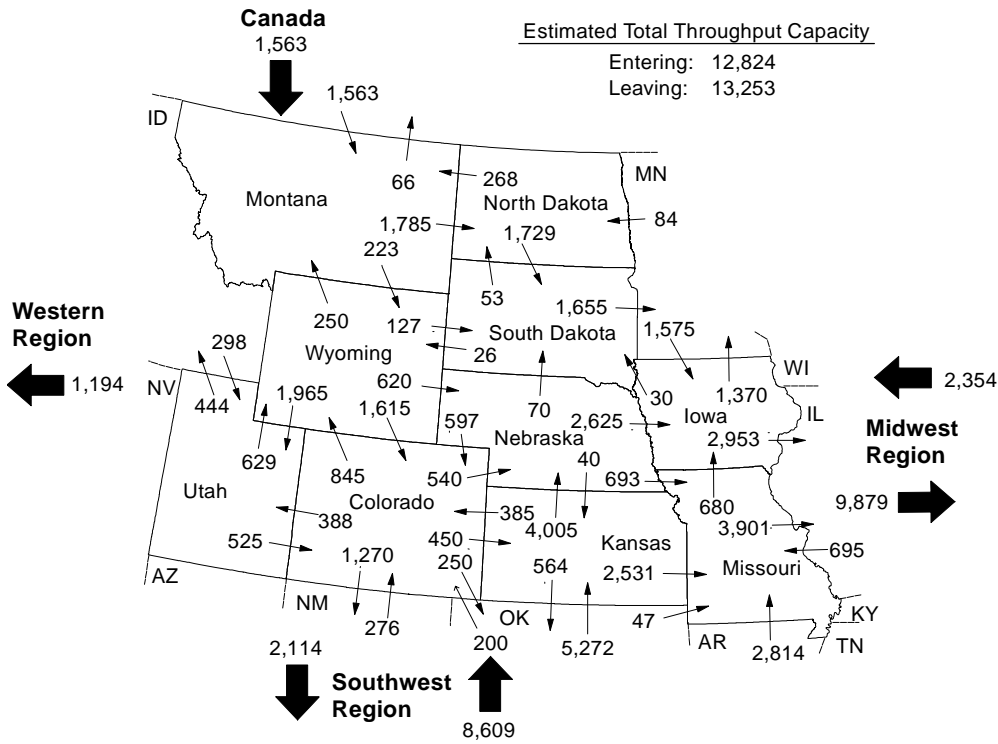 Canada
1,563
Estimated Total Throughput Capacity
Entering: 12,824
Leaving: 13,253
1,563
ID
66
268
MN
Montana
North Dakota
84
1,785
1,729
223
53
1,655
Western
Region
250
127
South Dakota
1,575
298
Wyoming
26
WI
1,194
NV
620
2,354
444
1,965
1,615
70
30
1,370
IL
597
2,625
Iowa
Nebraska
2,953
Midwest
Region
629
845
540
40
693
Utah
Colorado
680
9,879
388
385
4,005
3,901
525
450
Kansas
695
1,270
250
564
2,531
Missouri
AZ
NM
OK
47
KY
276
200
5,272
AR
2,814
TN
2,114
Southwest
Region
8,609